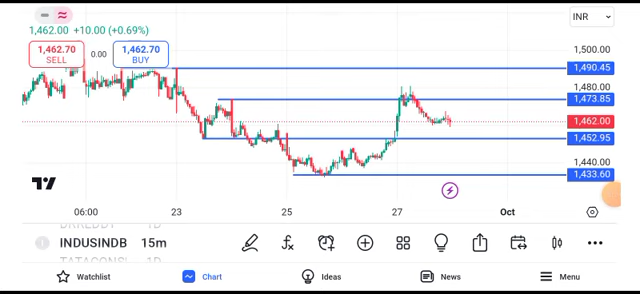 INR
1,462.00 +10.00 (+0.69%)
1,462.70 SELL 0.00 1,462.70 BUY
1,500.00
1,490.45
1,480.00
1,473.85
1,462.00
1,452.95
1,440.00
1,433.60
06:00 23 25 27 Oct
DRREDDY 1D
INDUSINDB 15m
TATACONS 1D
Watchlist Chart Ideas News Menu